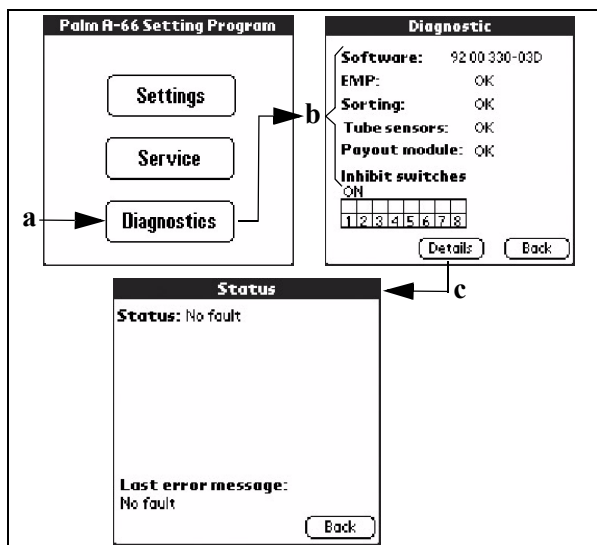 Palm A-66 Setting Program
Settings
Service
a
Diagnostics
b
Diagnostic
Software: 92 00 330-03D
EMP: OK
Sorting: OK
Tube sensors: OK
Payout module: OK
Inhibit switches
ON
1 2 3 4 5 6 7 8
Details Back
c
Status
Status: No fault
Last error message:
No fault
Back